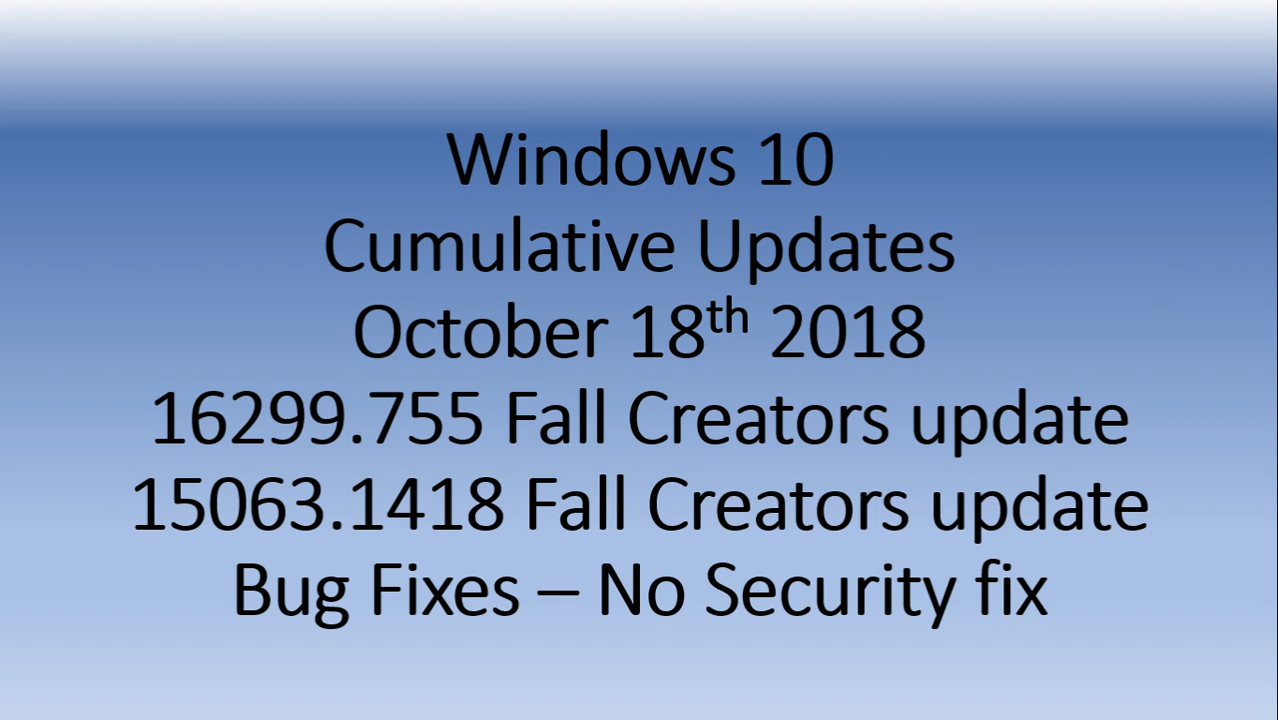 Windows 10
Cumulative Updates
October 18th 2018
16299.755 Fall Creators update
15063.1418 Fall Creators update
Bug Fixes – No Security fix